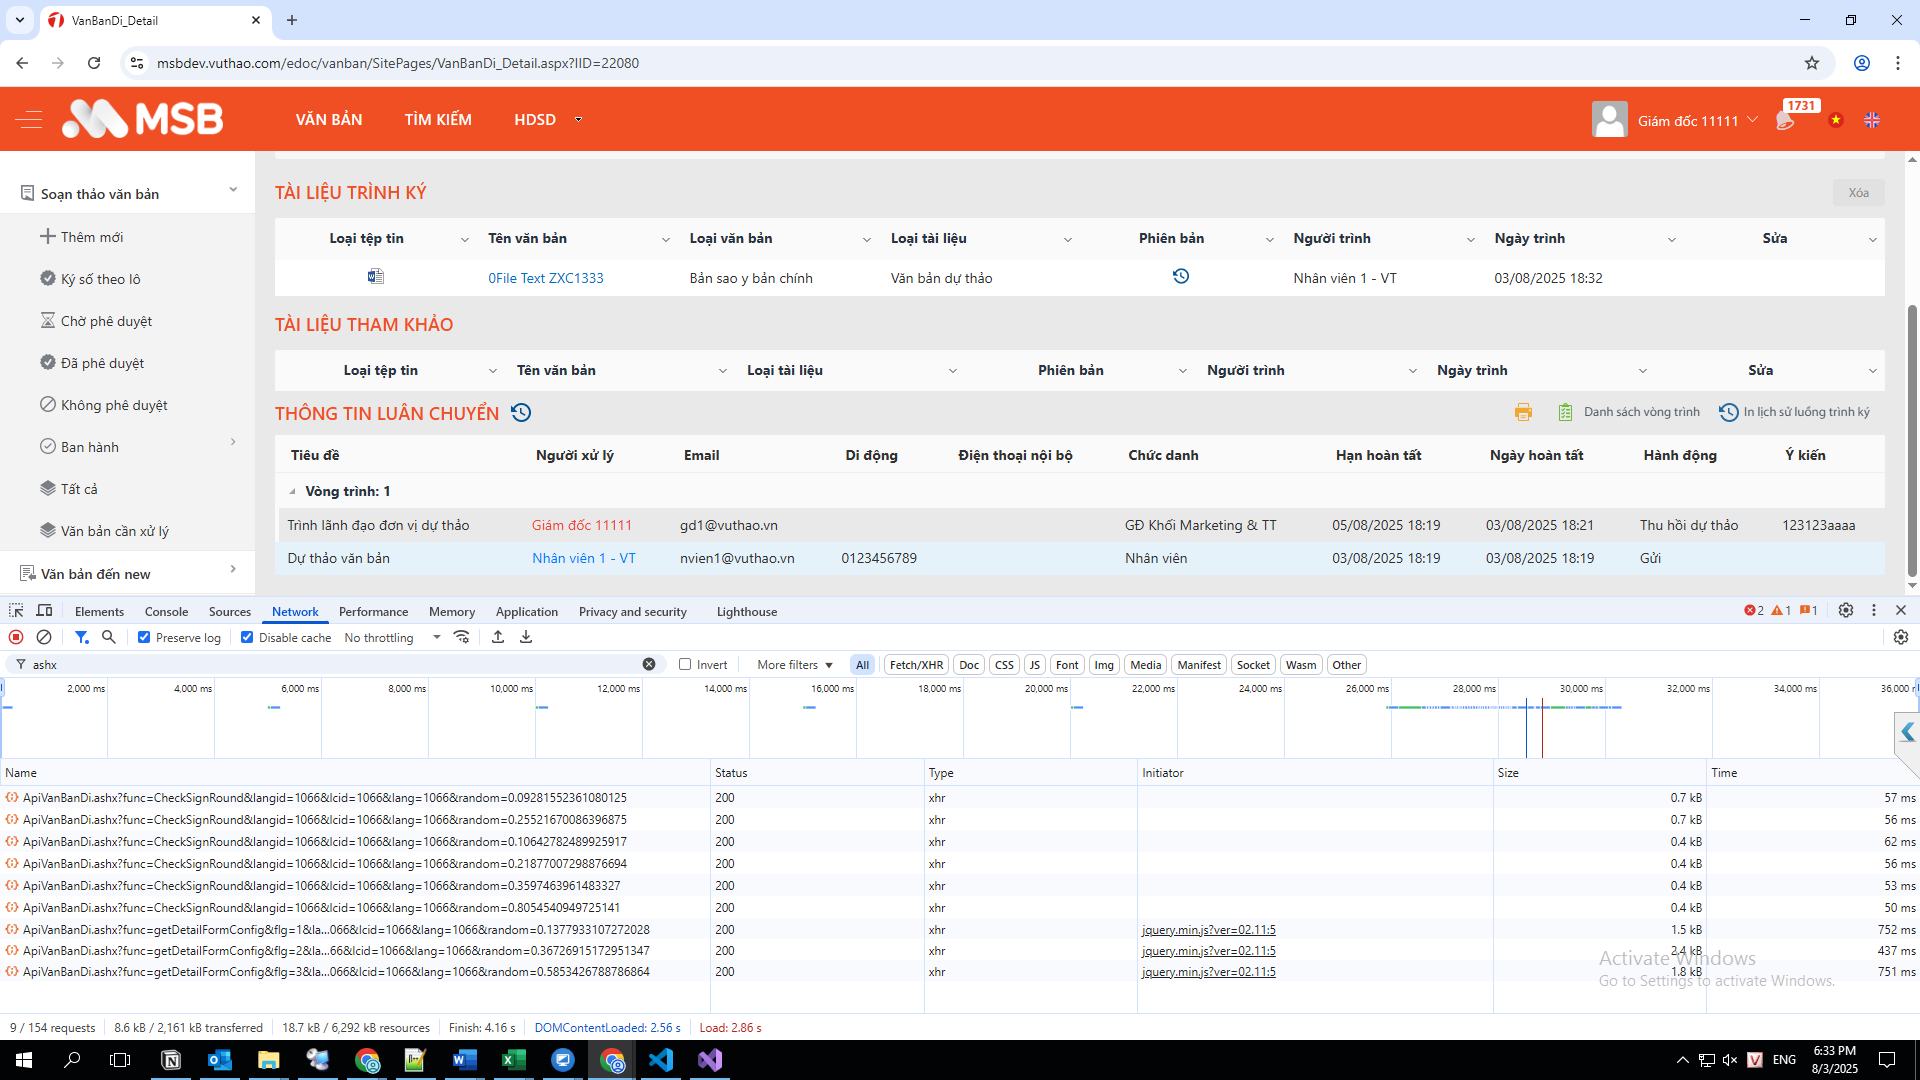 VanBanDi_Detail
msbdev.vuthao.com/edoc/vanban/SitePages/VanBanDi_Detail.aspx?IID=22080
MSB
VĂN BẢN TÌM KIẾM HDSD
Giám đốc 11111 1731
Soạn thảo văn bản
Thêm mới
Ký số theo lô
Chờ phê duyệt
Đã phê duyệt
Không phê duyệt
Ban hành
Tất cả
Văn bản cần xử lý
Văn bản đến new
TÀI LIỆU TRÌNH KÝ Xóa
Loại tệp tin Tên văn bản Loại văn bản Loại tài liệu Phiên bản Người trình Ngày trình Sửa
0File Text ZXC1333 Bản sao y bản chính Văn bản dự thảo Nhân viên 1 - VT 03/08/2025 18:32
TÀI LIỆU THAM KHẢO
Loại tệp tin Tên văn bản Loại tài liệu Phiên bản Người trình Ngày trình Sửa
THÔNG TIN LUÂN CHUYỂN Danh sách vòng trình In lịch sử luồng trình ký
Tiêu đề Người xử lý Email Di động Điện thoại nội bộ Chức danh Hạn hoàn tất Ngày hoàn tất Hành động Ý kiến
Vòng trình: 1
Trình lãnh đạo đơn vị dự thảo Giám đốc 11111 gd1@vuthao.vn GĐ Khối Marketing & TT 05/08/2025 18:19 03/08/2025 18:21 Thu hồi dự thảo 123123aaaa
Dự thảo văn bản Nhân viên 1 - VT nvien1@vuthao.vn 0123456789 Nhân viên 03/08/2025 18:19 03/08/2025 18:19 Gửi
Elements Console Sources Network Performance Memory Application Privacy and security Lighthouse 2 1 1
Preserve log Disable cache No throttling
ashx Invert More filters All Fetch/XHR Doc CSS JS Font Img Media Manifest Socket Wasm Other
2,000 ms 4,000 ms 6,000 ms 8,000 ms 10,000 ms 12,000 ms 14,000 ms 16,000 ms 18,000 ms 20,000 ms 22,000 ms 24,000 ms 26,000 ms 28,000 ms 30,000 ms 32,000 ms 34,000 ms 36,000
Name Status Type Initiator Size Time
ApiVanBanDi.ashx?func=CheckSignRound&langid=1066&lcid=1066&lang=1066&random=0.09281552361080125 200 xhr 0.7 kB 57 ms
ApiVanBanDi.ashx?func=CheckSignRound&langid=1066&lcid=1066&lang=1066&random=0.25521670086396875 200 xhr 0.7 kB 56 ms
ApiVanBanDi.ashx?func=CheckSignRound&langid=1066&lcid=1066&lang=1066&random=0.10642782489925917 200 xhr 0.4 kB 62 ms
ApiVanBanDi.ashx?func=CheckSignRound&langid=1066&lcid=1066&lang=1066&random=0.21877007298876694 200 xhr 0.4 kB 56 ms
ApiVanBanDi.ashx?func=CheckSignRound&langid=1066&lcid=1066&lang=1066&random=0.3597463961483327 200 xhr 0.4 kB 53 ms
ApiVanBanDi.ashx?func=CheckSignRound&langid=1066&lcid=1066&lang=1066&random=0.8054540949725141 200 xhr 0.4 kB 50 ms
ApiVanBanDi.ashx?func=getDetailFormConfig&flg=1&la...066&lcid=1066&lang=1066&random=0.1377933107272028 200 xhr jquery.min.js?ver=02.11:5 1.5 kB 752 ms
ApiVanBanDi.ashx?func=getDetailFormConfig&flg=2&la...66&lcid=1066&lang=1066&random=0.36726915172951347 200 xhr jquery.min.js?ver=02.11:5 2.4 kB 437 ms
ApiVanBanDi.ashx?func=getDetailFormConfig&flg=3&la...066&lcid=1066&lang=1066&random=0.5853426788786864 200 xhr jquery.min.js?ver=02.11:5 1.8 kB 751 ms
Activate Windows
Go to Settings to activate Windows.
9 / 154 requests 8.6 kB / 2,161 kB transferred 18.7 kB / 6,292 kB resources Finish: 4.16 s DOMContentLoaded: 2.56 s Load: 2.86 s
ENG 6:33 PM
8/3/2025